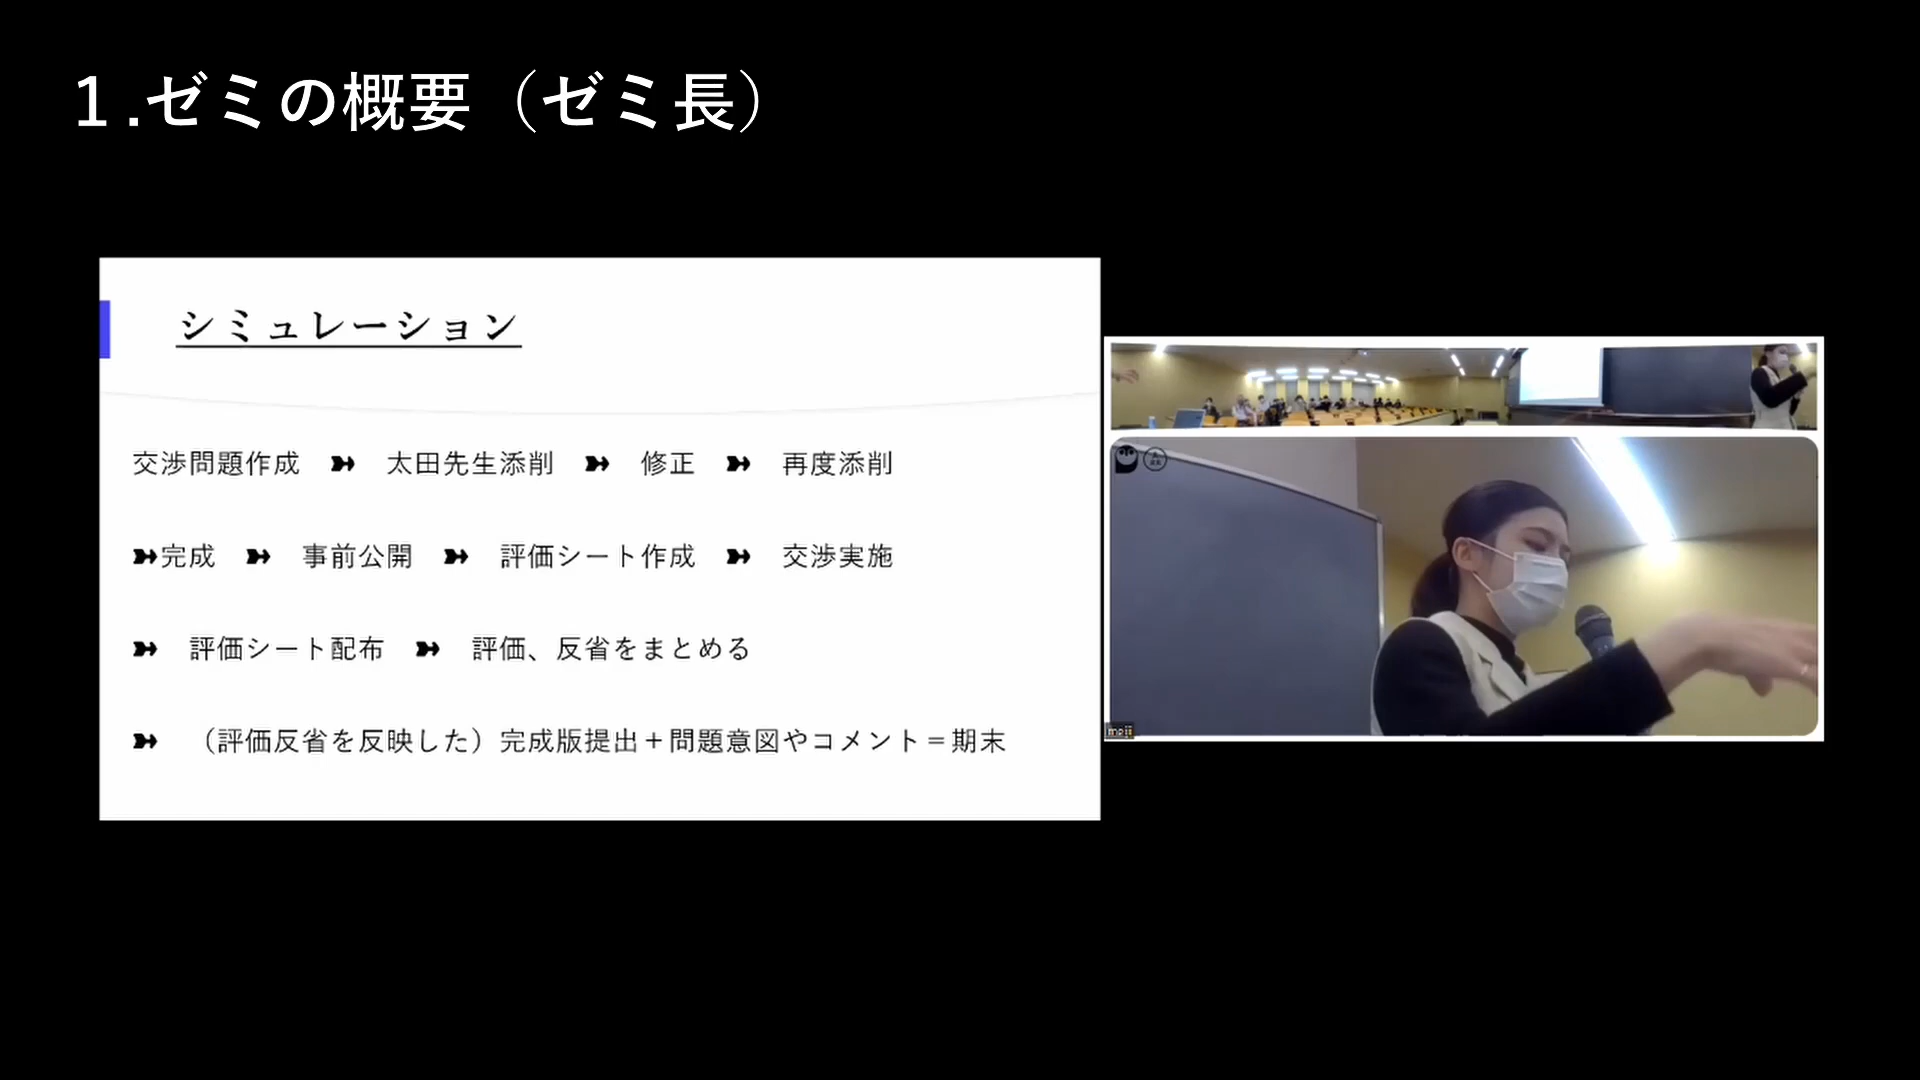 1.ゼミの概要（ゼミ長）
シミュレーション
交渉問題作成 ➽ 太田先生添削 ➽ 修正 ➽ 再度添削
➽完成 ➽ 事前公開 ➽ 評価シート作成 ➽ 交渉実施
➽ 評価シート配布 ➽ 評価、反省をまとめる
➽ （評価反省を反映した）完成版提出＋問題意図やコメント＝期末